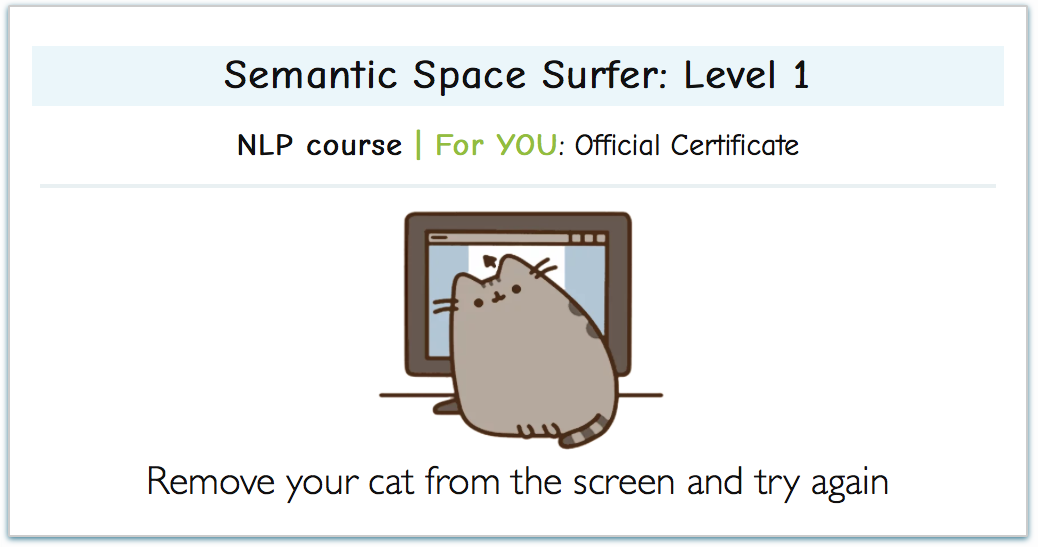 Semantic Space Surfer: Level 1
NLP course | For YOU: Official Certificate
Remove your cat from the screen and try again